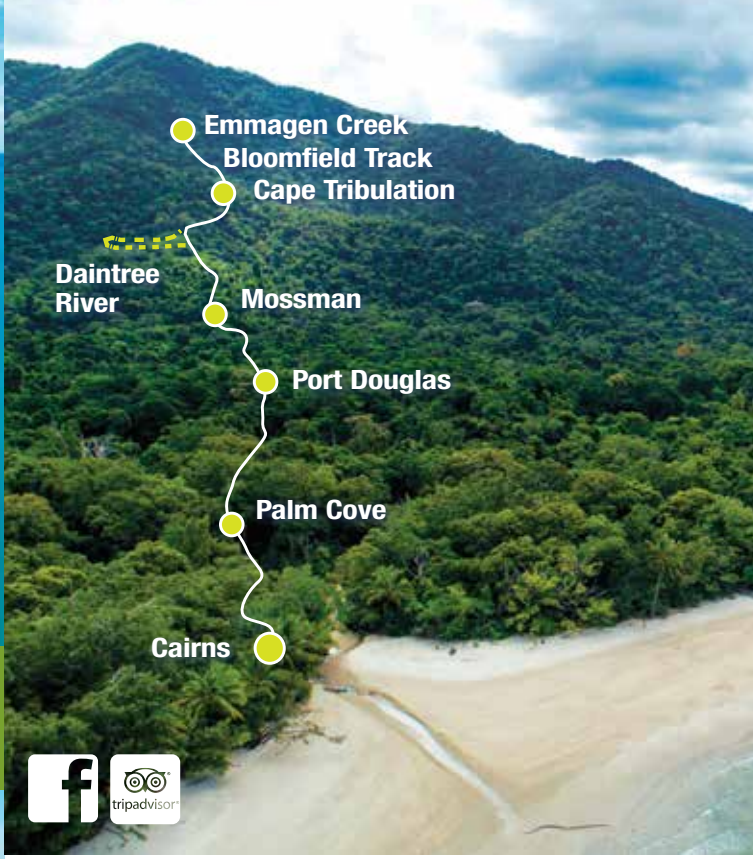 Emmagen Creek
Bloomfield Track
Cape Tribulation
Daintree
River
Mossman
Port Douglas
Palm Cove
Cairns
f
tripadvisor®